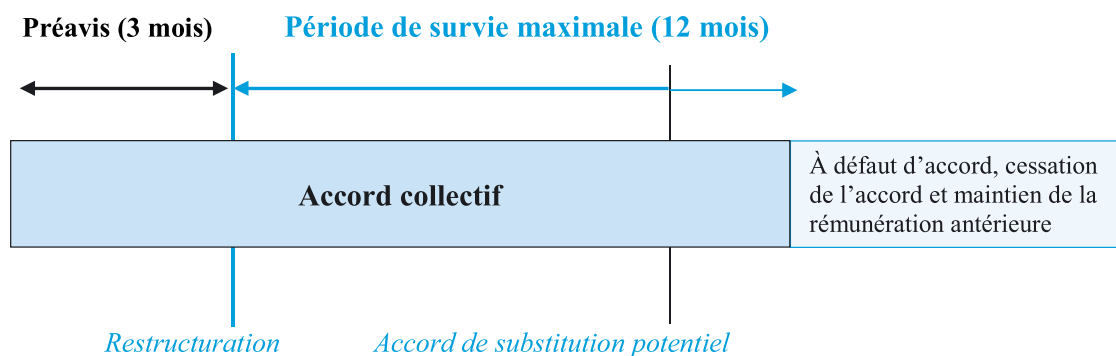 Préavis (3 mois)
Période de survie maximale (12 mois)
Accord collectif
À défaut d’accord, cessation
de l’accord et maintien de la
rémunération antérieure
Restructuration
Accord de substitution potentiel